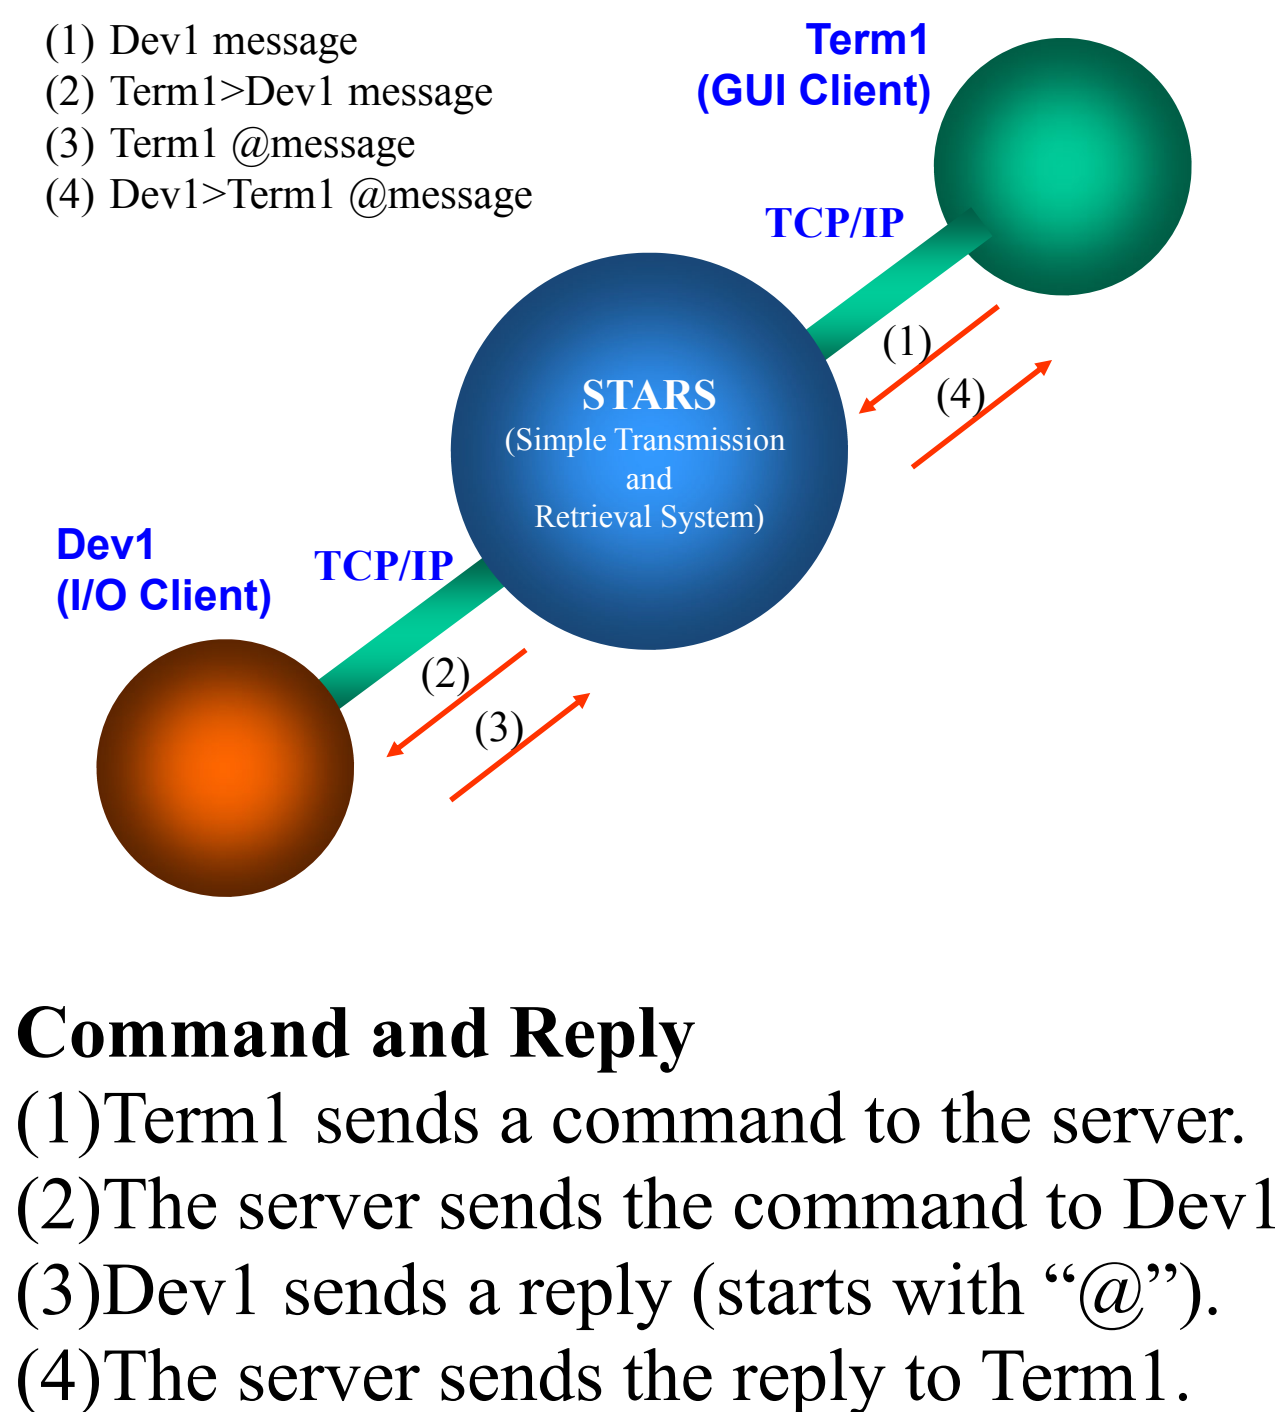 (1) Dev1 message
(2) Term1>Dev1 message
(3) Term1 @message
(4) Dev1>Term1 @message
Term1
(GUI Client)
TCP/IP
(1)
(4)
STARS
(Simple Transmission
and
Retrieval System)
Dev1
(I/O Client)
TCP/IP
(2)
(3)
Command and Reply
(1)Term1 sends a command to the server.
(2)The server sends the command to Dev1
(3)Dev1 sends a reply (starts with “@”).
(4)The server sends the reply to Term1.